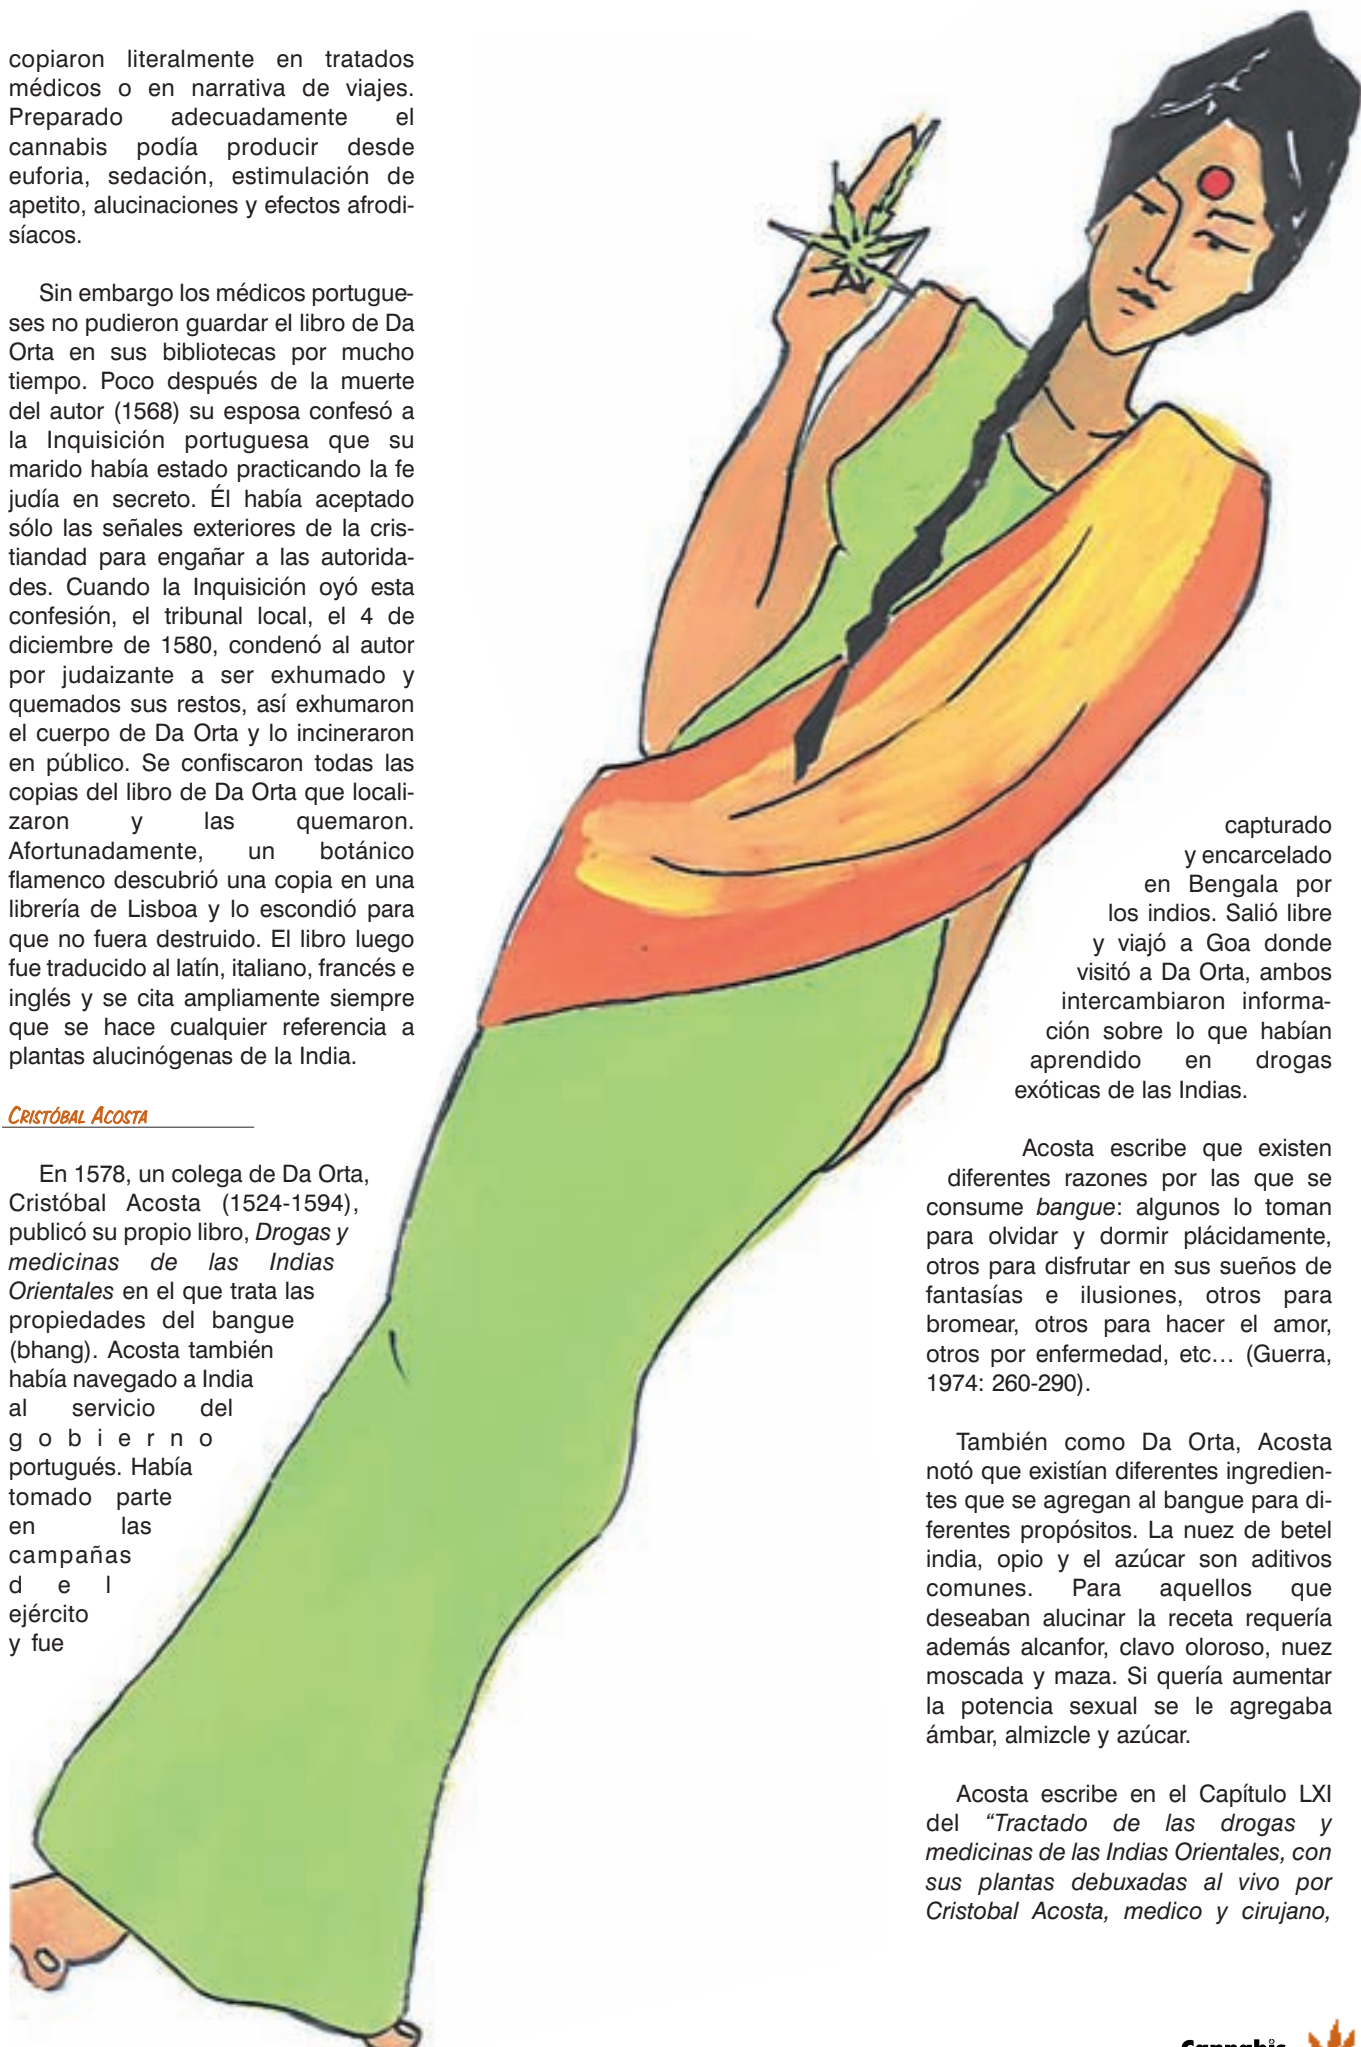 copiaron literalmente en tratados
médicos o en narrativa de viajes.
Preparado adecuadamente el
cannabis podía producir desde
euforia, sedación, estimulación de
apetito, alucinaciones y efectos afrodi-
síacos.
Sin embargo los médicos portugue-
ses no pudieron guardar el libro de Da
Orta en sus bibliotecas por mucho
tiempo. Poco después de la muerte
del autor (1568) su esposa confesó a
la Inquisición portuguesa que su
marido había estado practicando la fe
judía en secreto. Él había aceptado
sólo las señales exteriores de la cris-
tiandad para engañar a las autorida-
des. Cuando la Inquisición oyó esta
confesión, el tribunal local, el 4 de
diciembre de 1580, condenó al autor
por judaizante a ser exhumado y
quemados sus restos, así exhumaron
el cuerpo de Da Orta y lo incineraron
en público. Se confiscaron todas las
copias del libro de Da Orta que locali-
zaron y las quemaron.
Afortunadamente, un botánico
flamenco descubrió una copia en una
librería de Lisboa y lo escondió para
que no fuera destruido. El libro luego
fue traducido al latín, italiano, francés e
inglés y se cita ampliamente siempre
que se hace cualquier referencia a
plantas alucinógenas de la India.
CRISTÓBAL ACOSTA
En 1578, un colega de Da Orta,
Cristóbal Acosta (1524-1594),
publicó su propio libro, Drogas y
medicinas de las Indias
Orientales en el que trata las
propiedades del bangue
(bhang). Acosta también
había navegado a India
al servicio del
gobierno
portugués. Había
tomado parte
en las
campañas
del
ejército
y fue
capturado
y encarcelado
en Bengala por
los indios. Salió libre
y viajó a Goa donde
visitó a Da Orta, ambos
intercambiaron informa-
ción sobre lo que habían
aprendido en drogas
exóticas de las Indias.
Acosta escribe que existen
diferentes razones por las que se
consume bangue: algunos lo toman
para olvidar y dormir plácidamente,
otros para disfrutar en sus sueños de
fantasías e ilusiones, otros para
bromear, otros para hacer el amor,
otros por enfermedad, etc… (Guerra,
1974: 260-290).
También como Da Orta, Acosta
notó que existían diferentes ingredien-
tes que se agregan al bangue para di-
ferentes propósitos. La nuez de betel
india, opio y el azúcar son aditivos
comunes. Para aquellos que
deseaban alucinar la receta requería
además alcanfor, clavo oloroso, nuez
moscada y maza. Si quería aumentar
la potencia sexual se le agregaba
ámbar, almizcle y azúcar.
Acosta escribe en el Capítulo LXI
del “Tractado de las drogas y
medicinas de las Indias Orientales, con
sus plantas debuxadas al vivo por
Cristobal Acosta, medico y cirujano,
Cannabis